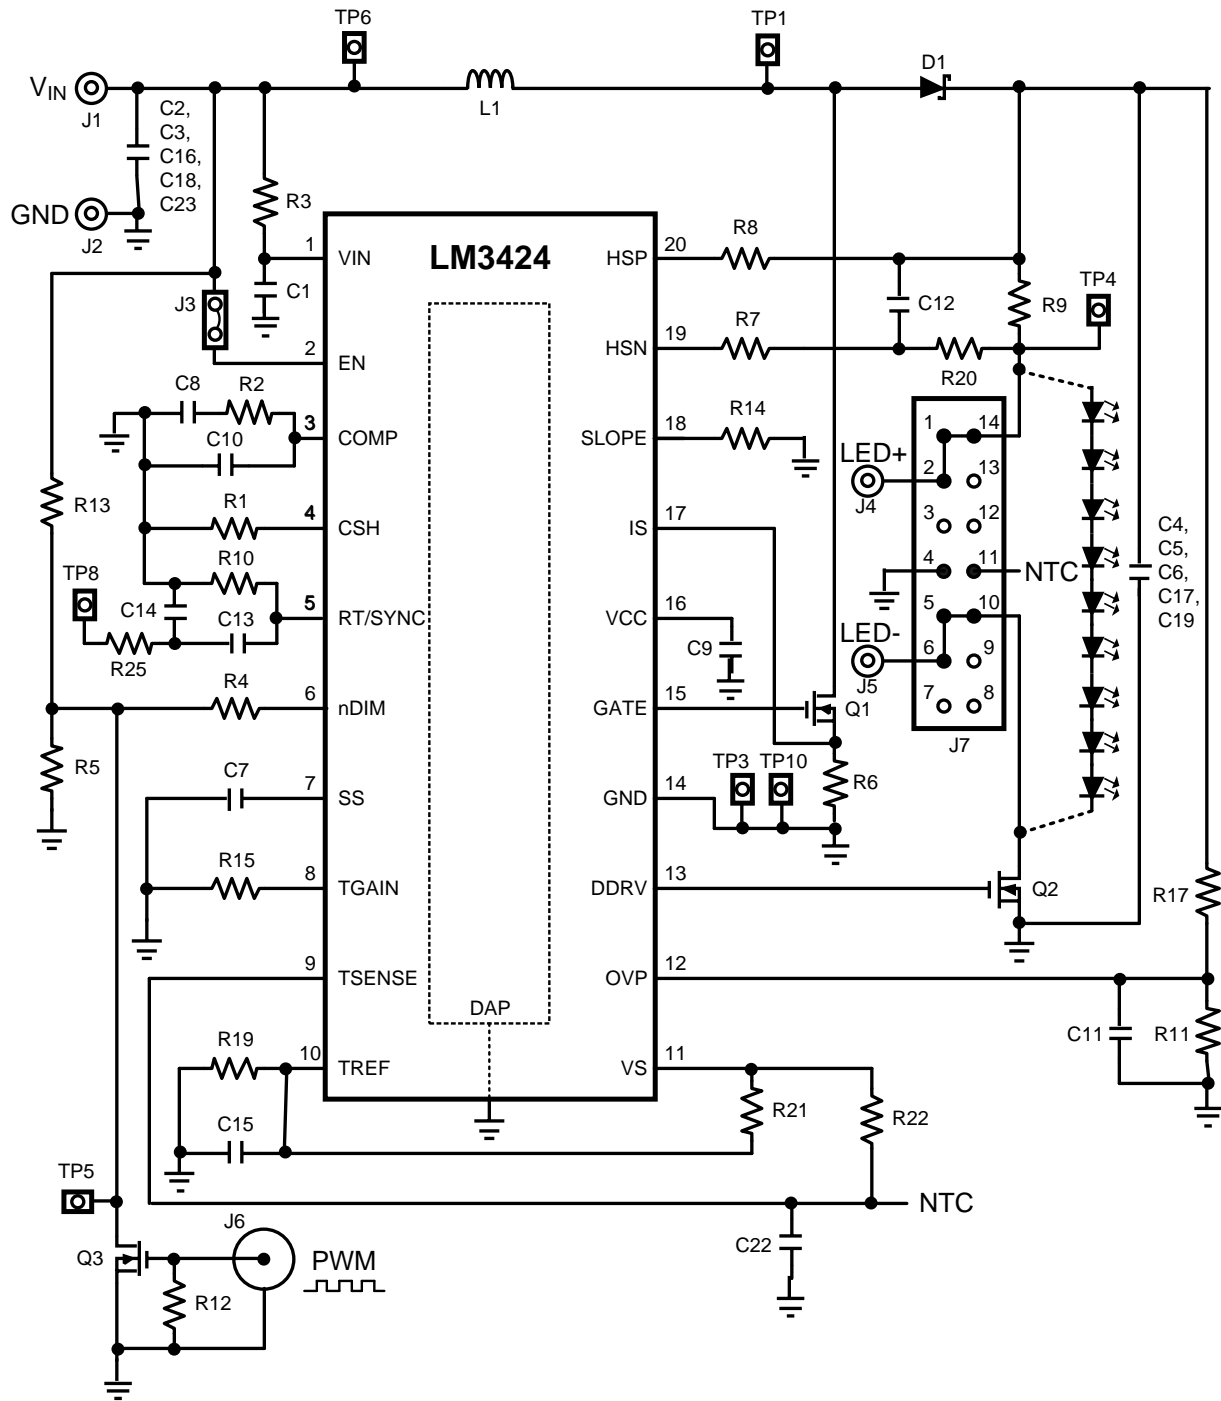 TP6
TP1
D1
VIN
J1
C2,
C3,
C16,
C18,
C23
L1
GND
J2
R3
1
VIN
LM3424
HSP
20
R8
C1
J3
C12
R9
TP4
2
EN
HSN
19
R7
R20
C8
R2
3
COMP
C10
SLOPE
18
R14
1
14
LED+
2
13
J4
R13
R1
4
CSH
IS
17
3
12
C4,
C5,
C6,
C17,
C19
R10
4
11
NTC
TP8
C14
C13
5
RT/SYNC
VCC
16
C9
5
10
LED-
6
9
J5
R25
R4
6
nDIM
GATE
15
Q1
7
8
J7
R5
C7
7
SS
GND
14
TP3
TP10
R6
R15
8
TGAIN
DDRV
13
Q2
R17
9
TSENSE
OVP
12
DAP
C11
R11
R19
10
TREF
VS
11
C15
R21
R22
TP5
NTC
J6
Q3
PWM
C22
R12